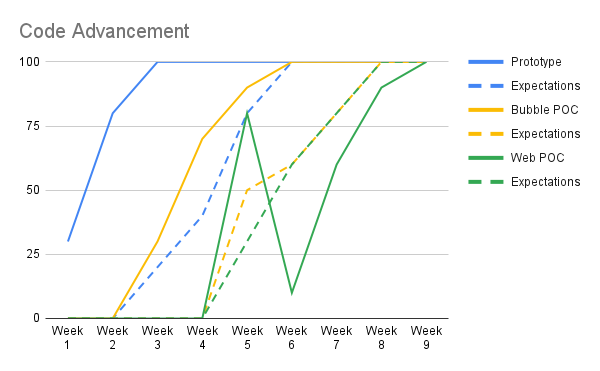 Code Advancement
100
75
50
25
0
Week 1
Week 2
Week 3
Week 4
Week 5
Week 6
Week 7
Week 8
Week 9
Prototype
Expectations
Bubble POC
Expectations
Web POC
Expectations